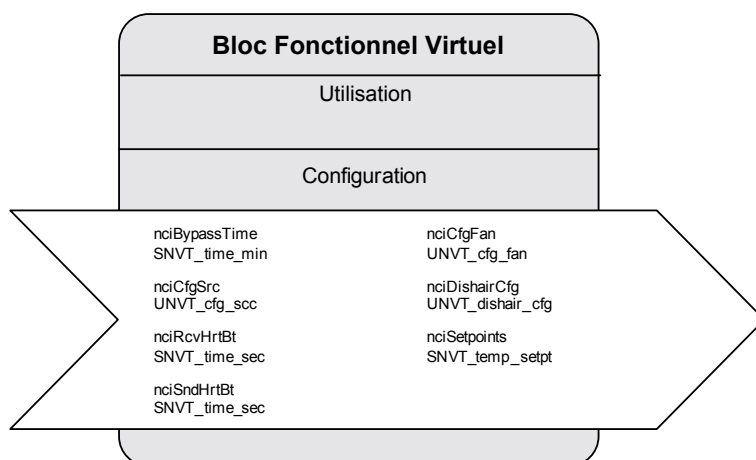 Bloc Fonctionnel Virtuel
Utilisation
Configuration
nciBypassTime
SNVT_time_min
nciCfgSrc
UNVT_cfg_scc
nciRcvHrtBt
SNVT_time_sec
nciSndHrtBt
SNVT_time_sec
nciCfgFan
UNVT_cfg_fan
nciDishairCfg
UNVT_dishair_cfg
nciSetpoints
SNVT_temp_setpt